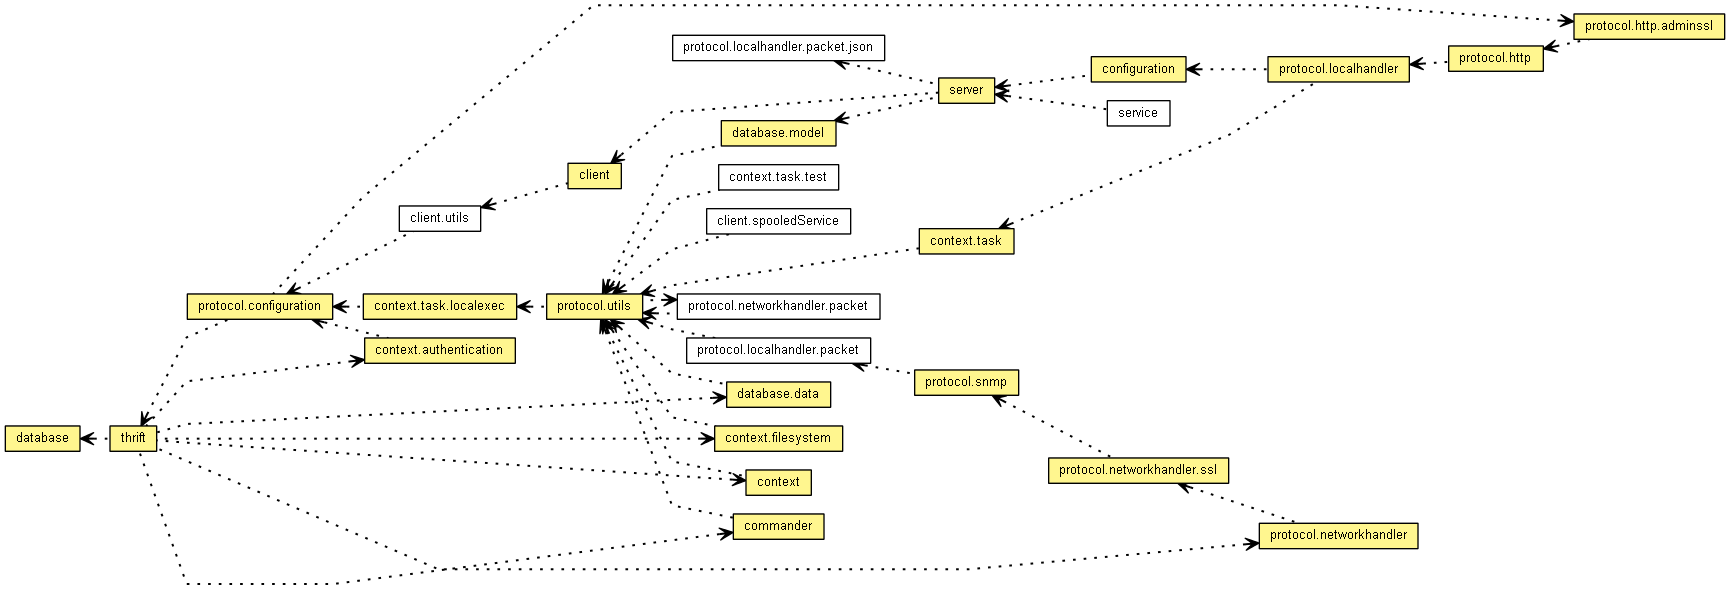 protocol.http.adminssl
protocol.localhandler.packet.json
protocol.http
configuration
protocol.localhandler
server
service
database.model
client
context.task.test
client.utils
client.spooledService
context.task
protocol.configuration
context.task.localexec
protocol.utils
protocol.networkhandler.packet
context.authentication
protocol.localhandler.packet
protocol.snmp
database.data
database
thrift
context.filesystem
protocol.networkhandler.ssl
context
commander
protocol.networkhandler